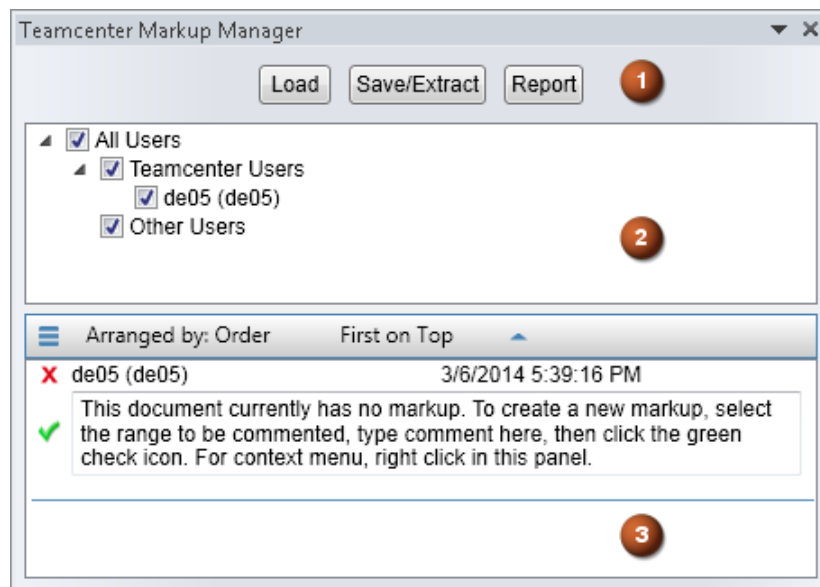 Teamcenter Markup Manager
Load Save/Extract Report 1
All Users
Teamcenter Users
de05 (de05)
Other Users
2
Arranged by: Order First on Top
de05 (de05) 3/6/2014 5:39:16 PM
This document currently has no markup. To create a new markup, select
the range to be commented, type comment here, then click the green
check icon. For context menu, right click in this panel.
3